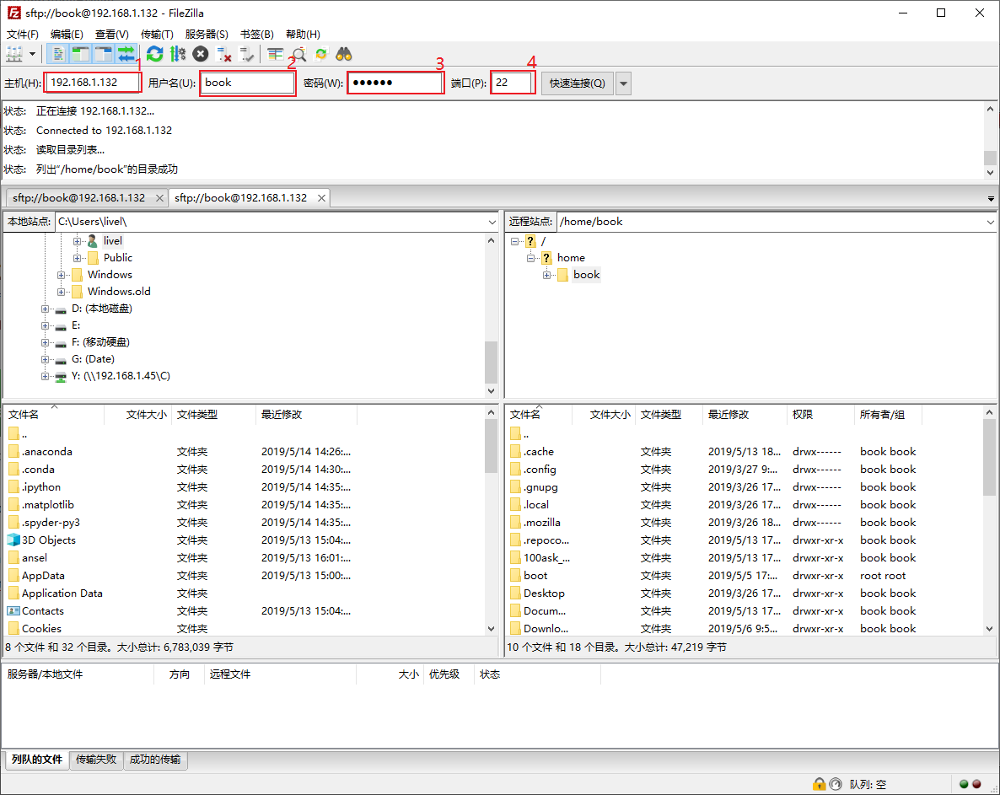 sftp://book@192.168.1.132 - FileZilla
文件(F) 编辑(E) 查看(V) 传输(T) 服务器(S) 书签(B) 帮助(H)
1 2 3 4
主机(H): 192.168.1.132 用户名(U): book 密码(W): ●●●●●● 端口(P): 22 快速连接(Q)
状态: 正在连接 192.168.1.132...
状态: Connected to 192.168.1.132
状态: 读取目录列表...
状态: 列出“/home/book”的目录成功
sftp://book@192.168.1.132 sftp://book@192.168.1.132
本地站点: C:\Users\livel\
livel
Public
Windows
Windows.old
D: (本地磁盘)
E:
F: (移动硬盘)
G: (Date)
Y: (\\192.168.1.45\C)
远程站点: /home/book
/
home
book
文件名 文件大小 文件类型 最近修改
..
.anaconda 文件夹 2019/5/14 14:26:...
.conda 文件夹 2019/5/14 14:30:...
.ipython 文件夹 2019/5/14 14:35:...
.matplotlib 文件夹 2019/5/14 14:35:...
.spyder-py3 文件夹 2019/5/14 14:35:...
3D Objects 文件夹 2019/5/13 15:04:...
ansel 文件夹 2019/5/13 16:01:...
AppData 文件夹 2019/5/13 15:00:...
Application Data 文件夹
Contacts 文件夹 2019/5/13 15:04:...
Cookies 文件夹
8 个文件 和 32 个目录。大小总计: 6,783,039 字节
文件名 文件大小 文件类型 最近修改 权限 所有者/组
..
.cache 文件夹 2019/5/13 18... drwx------ book book
.config 文件夹 2019/3/27 9:... drwx------ book book
.gnupg 文件夹 2019/3/26 17... drwx------ book book
.local 文件夹 2019/3/26 17... drwx------ book book
.mozilla 文件夹 2019/3/26 18... drwx------ book book
.repoco... 文件夹 2019/5/13 17... drwxr-xr-x book book
100ask_... 文件夹 2019/5/13 17... drwxr-xr-x book book
boot 文件夹 2019/5/5 17:... drwxr-xr-x root root
Desktop 文件夹 2019/3/26 17... drwxr-xr-x book book
Docum... 文件夹 2019/5/13 17... drwxr-xr-x book book
Downlo... 文件夹 2019/5/6 9:5... drwxr-xr-x book book
10 个文件 和 18 个目录。大小总计: 47,219 字节
服务器/本地文件 方向 远程文件 大小 优先级 状态
列队的文件 传输失败 成功的传输
队列: 空